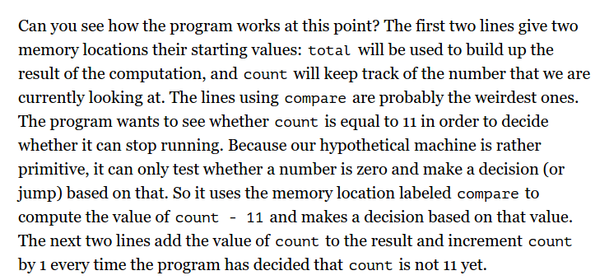 Can you see how the program works at this point? The first two lines give two
memory locations their starting values: total will be used to build up the
result of the computation, and count will keep track of the number that we are
currently looking at. The lines using compare are probably the weirdest ones.
The program wants to see whether count is equal to 11 in order to decide
whether it can stop running. Because our hypothetical machine is rather
primitive, it can only test whether a number is zero and make a decision (or
jump) based on that. So it uses the memory location labeled compare to
compute the value of count - 11 and makes a decision based on that value.
The next two lines add the value of count to the result and increment count
by 1 every time the program has decided that count is not 11 yet.